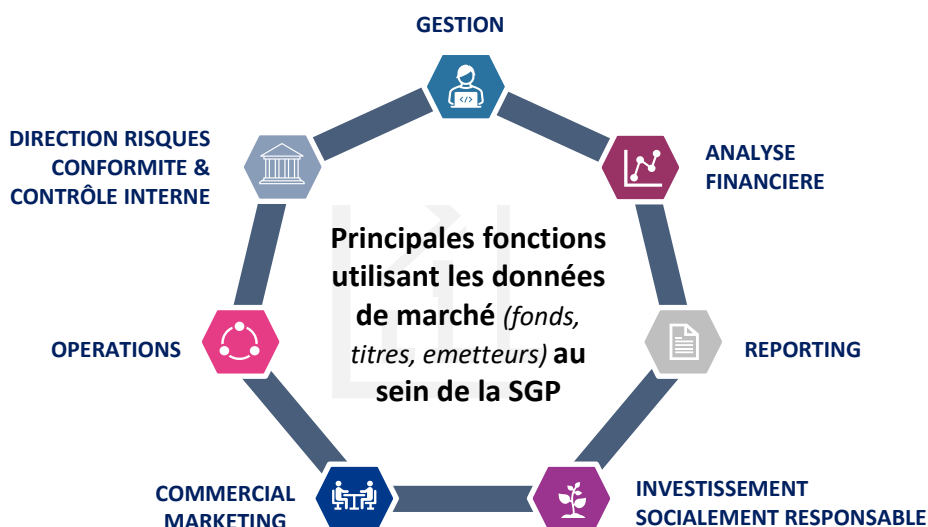 GESTION
DIRECTION RISQUES
CONFORMITE &
CONTRÔLE INTERNE
ANALYSE
FINANCIERE
Principales fonctions
utilisant les données
de marché (fonds,
titres, emetteurs) au
sein de la SGP
OPERATIONS
REPORTING
COMMERCIAL
MARKETING
INVESTISSEMENT
SOCIALEMENT RESPONSABLE